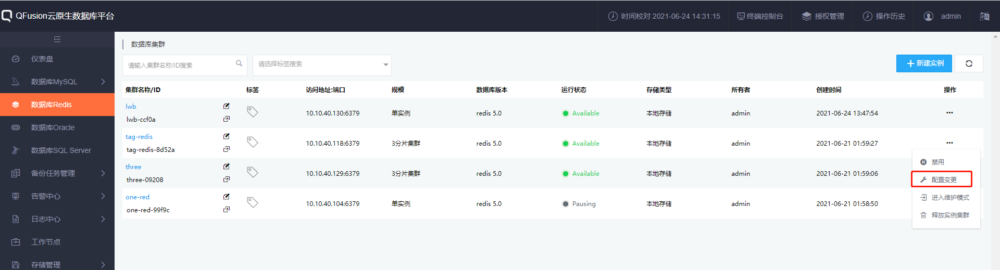 QFusion云原生数据库平台
时间校对 2021-06-24 14:31:15
终端控制台
授权管理
操作历史
admin
仪表盘
数据库MySQL
数据库Redis
数据库Oracle
数据库SQL Server
备份任务管理
告警中心
日志中心
工作节点
存储管理
数据库集群
请输入集群名称/ID搜索
请选择标签搜索
新建实例
集群名称/ID 标签 访问地址:端口 规模 数据库版本 运行状态 存储类型 所有者 创建时间 操作
lwb
lwb-ccf0a
10.10.40.130:6379 单实例 redis 5.0 Available 本地存储 admin 2021-06-24 13:47:54 •••
tag-redis
tag-redis-8d52a
10.10.40.118:6379 3分片集群 redis 5.0 Available 本地存储 admin 2021-06-21 01:59:27 •••
three
three-09208
10.10.40.129:6379 3分片集群 redis 5.0 Available 本地存储 admin 2021-06-21 01:59:06
one-red
one-red-99f9c
10.10.40.104:6379 单实例 redis 5.0 Pausing 本地存储 admin 2021-06-21 01:58:50
禁用
配置变更
进入维护模式
释放实例集群